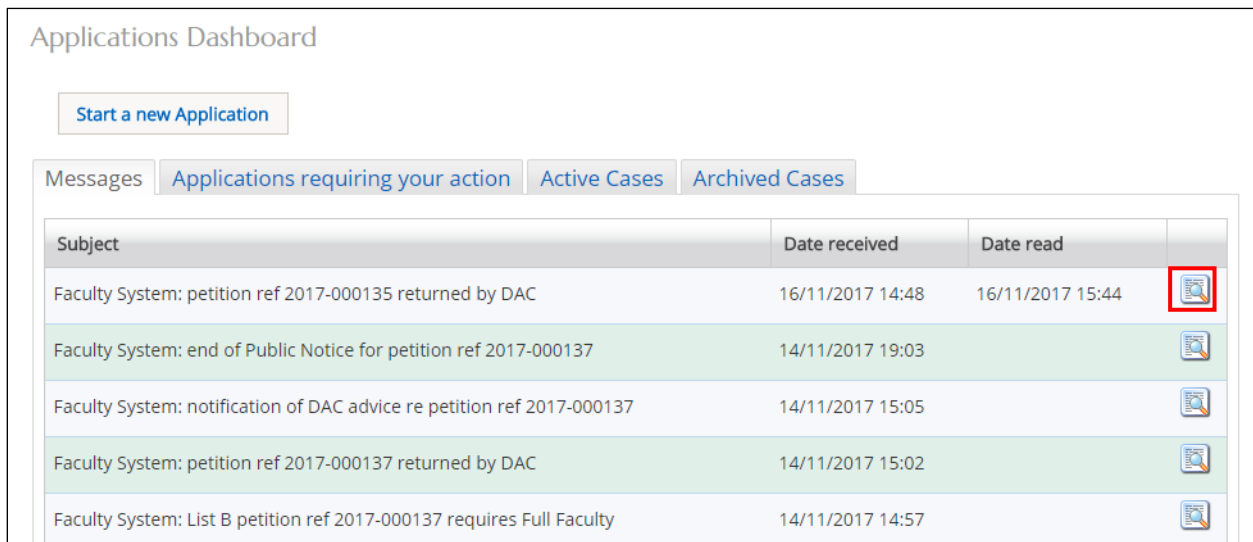 Applications Dashboard
Start a new Application
Messages Applications requiring your action Active Cases Archived Cases
Subject Date received Date read
Faculty System: petition ref 2017-000135 returned by DAC 16/11/2017 14:48 16/11/2017 15:44
Faculty System: end of Public Notice for petition ref 2017-000137 14/11/2017 19:03
Faculty System: notification of DAC advice re petition ref 2017-000137 14/11/2017 15:05
Faculty System: petition ref 2017-000137 returned by DAC 14/11/2017 15:02
Faculty System: List B petition ref 2017-000137 requires Full Faculty 14/11/2017 14:57